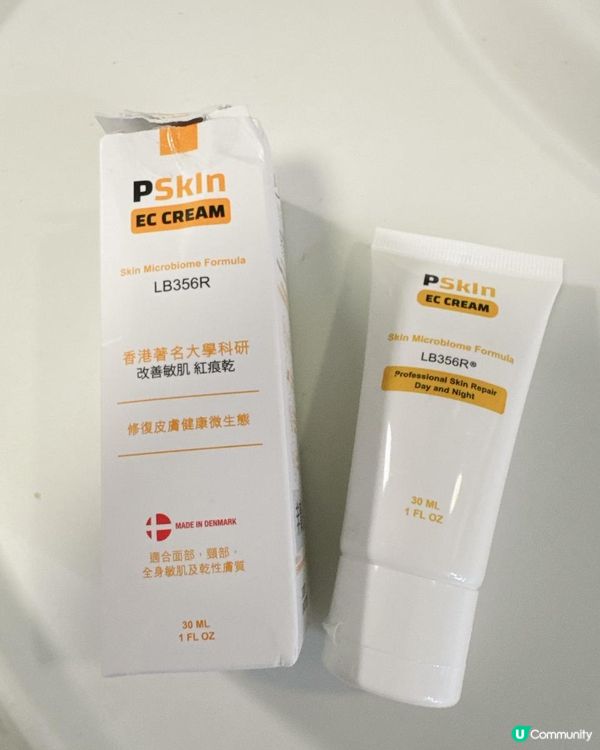 PSkIn
EC CREAM
Skin Microbiome Formula
LB356R
香港著名大學科研
改善敏肌 紅痕乾
修復皮膚健康微生態
MADE IN DENMARK
適合面部，頸部，
全身敏肌及乾性膚質
30 ML
1 FL OZ
PSkIn
EC CREAM
Skin Microbiome Formula
LB356R®
Professional Skin Repair
Day and Night
30 ML
1 FL OZ
U Community